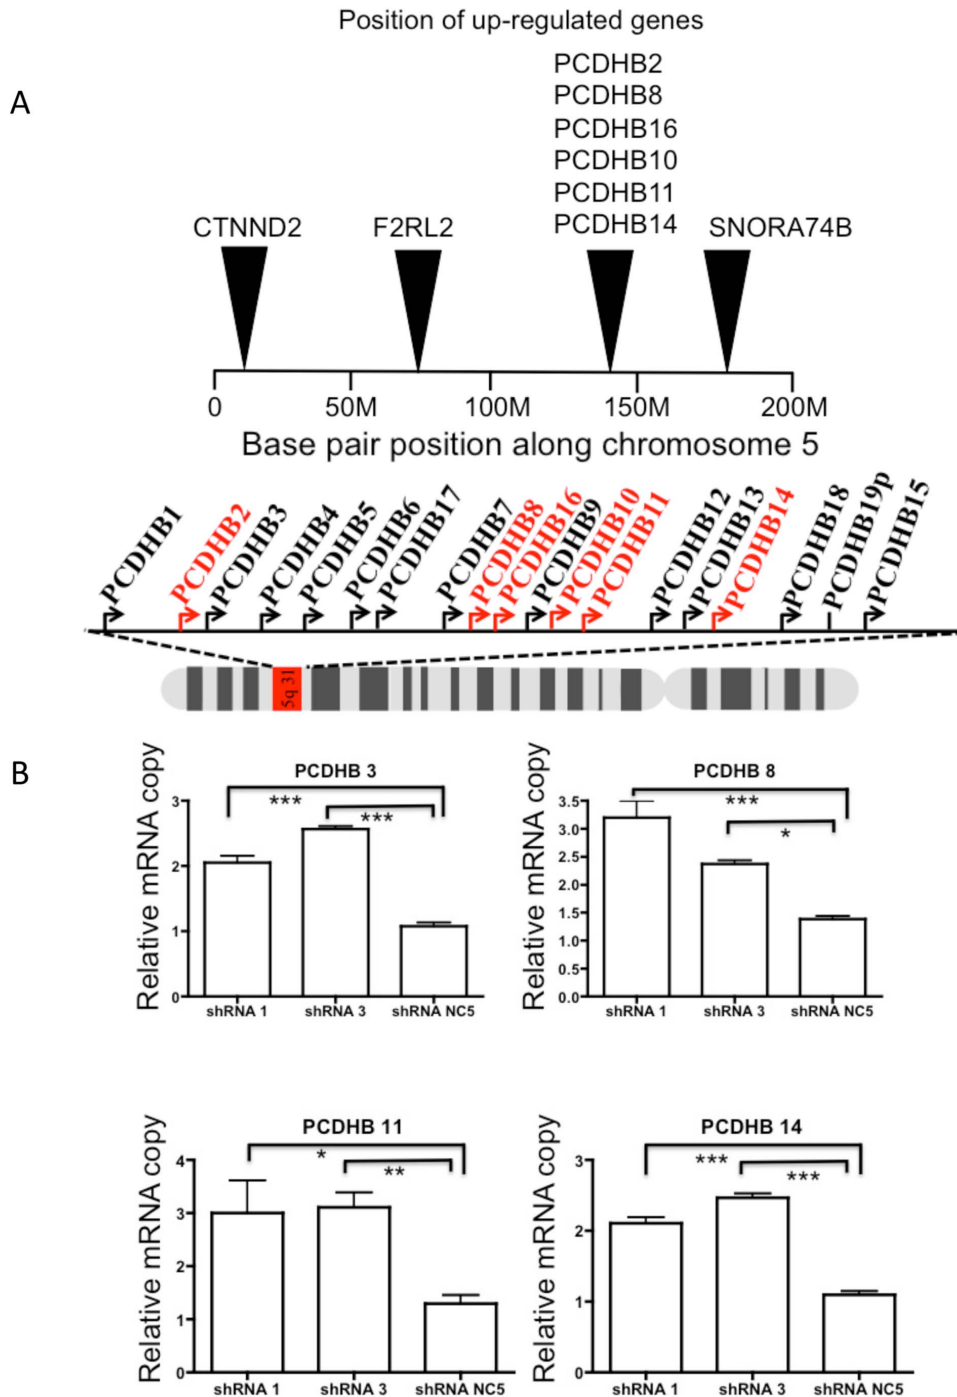 Position of up-regulated genes
A
PCDHB2
PCDHB8
PCDHB16
PCDHB10
PCDHB11
PCDHB14
CTNND2 F2RL2 SNORA74B
0 50M 100M 150M 200M
Base pair position along chromosome 5
PCDHB1 PCDHB2 PCDHB3 PCDHB4 PCDHB5 PCDHB6 PCDHB17 PCDHB7 PCDHB8 PCDHB16 PCDHB9 PCDHB10 PCDHB11 PCDHB12 PCDHB13 PCDHB14 PCDHB18 PCDHB19p PCDHB15
5q 31
B
PCDHB 3
Relative mRNA copy
3
2
1
0
***
***
shRNA 1 shRNA 3 shRNA NC5
PCDHB 8
Relative mRNA copy
3.5
3.0
2.5
2.0
1.5
1.0
0.5
0.0
***
*
shRNA 1 shRNA 3 shRNA NC5
PCDHB 11
Relative mRNA copy
4
3
2
1
0
*
**
shRNA 1 shRNA 3 shRNA NC5
PCDHB 14
Relative mRNA copy
3
2
1
0
***
***
shRNA 1 shRNA 3 shRNA NC5